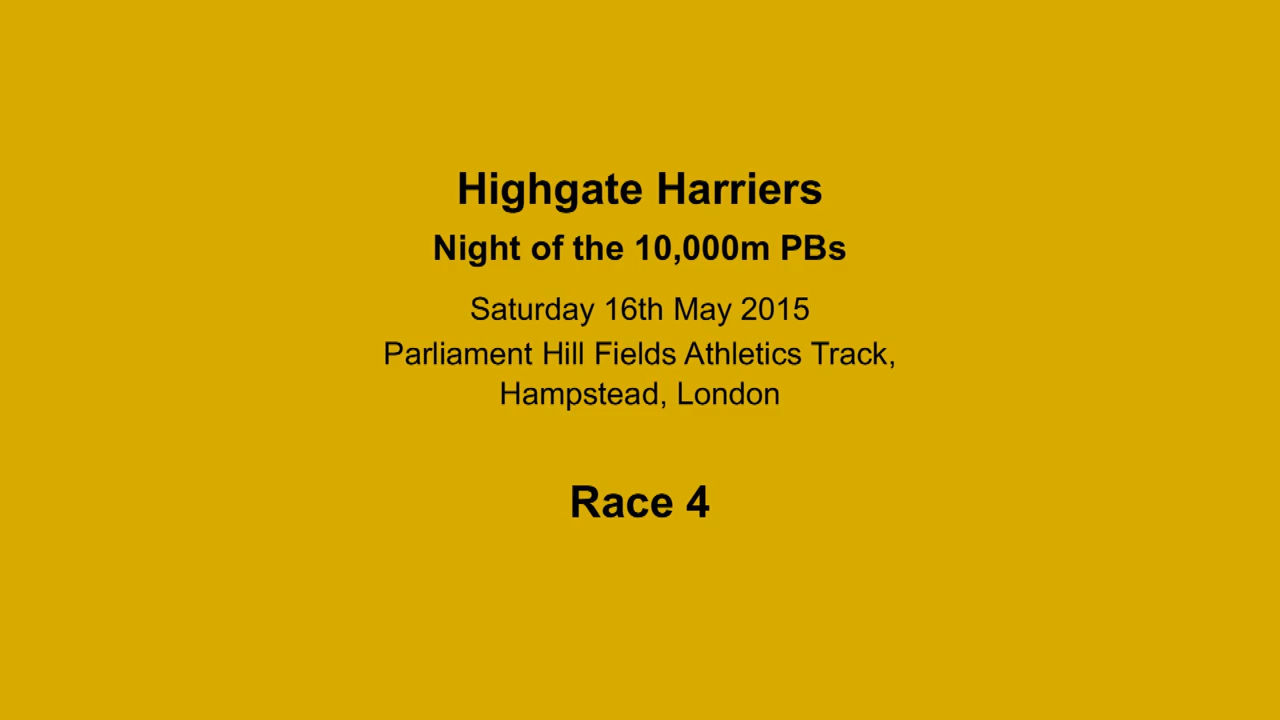 Highgate Harriers
Night of the 10,000m PBs
Saturday 16th May 2015
Parliament Hill Fields Athletics Track,
Hampstead, London
Race 4